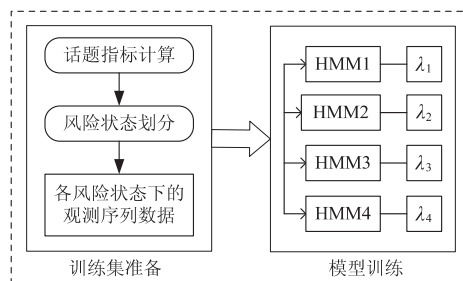 话题指标计算
风险状态划分
各风险状态下的
观测序列数据
训练集准备
HMM1
λ1
HMM2
λ2
HMM3
λ3
HMM4
λ4
模型训练